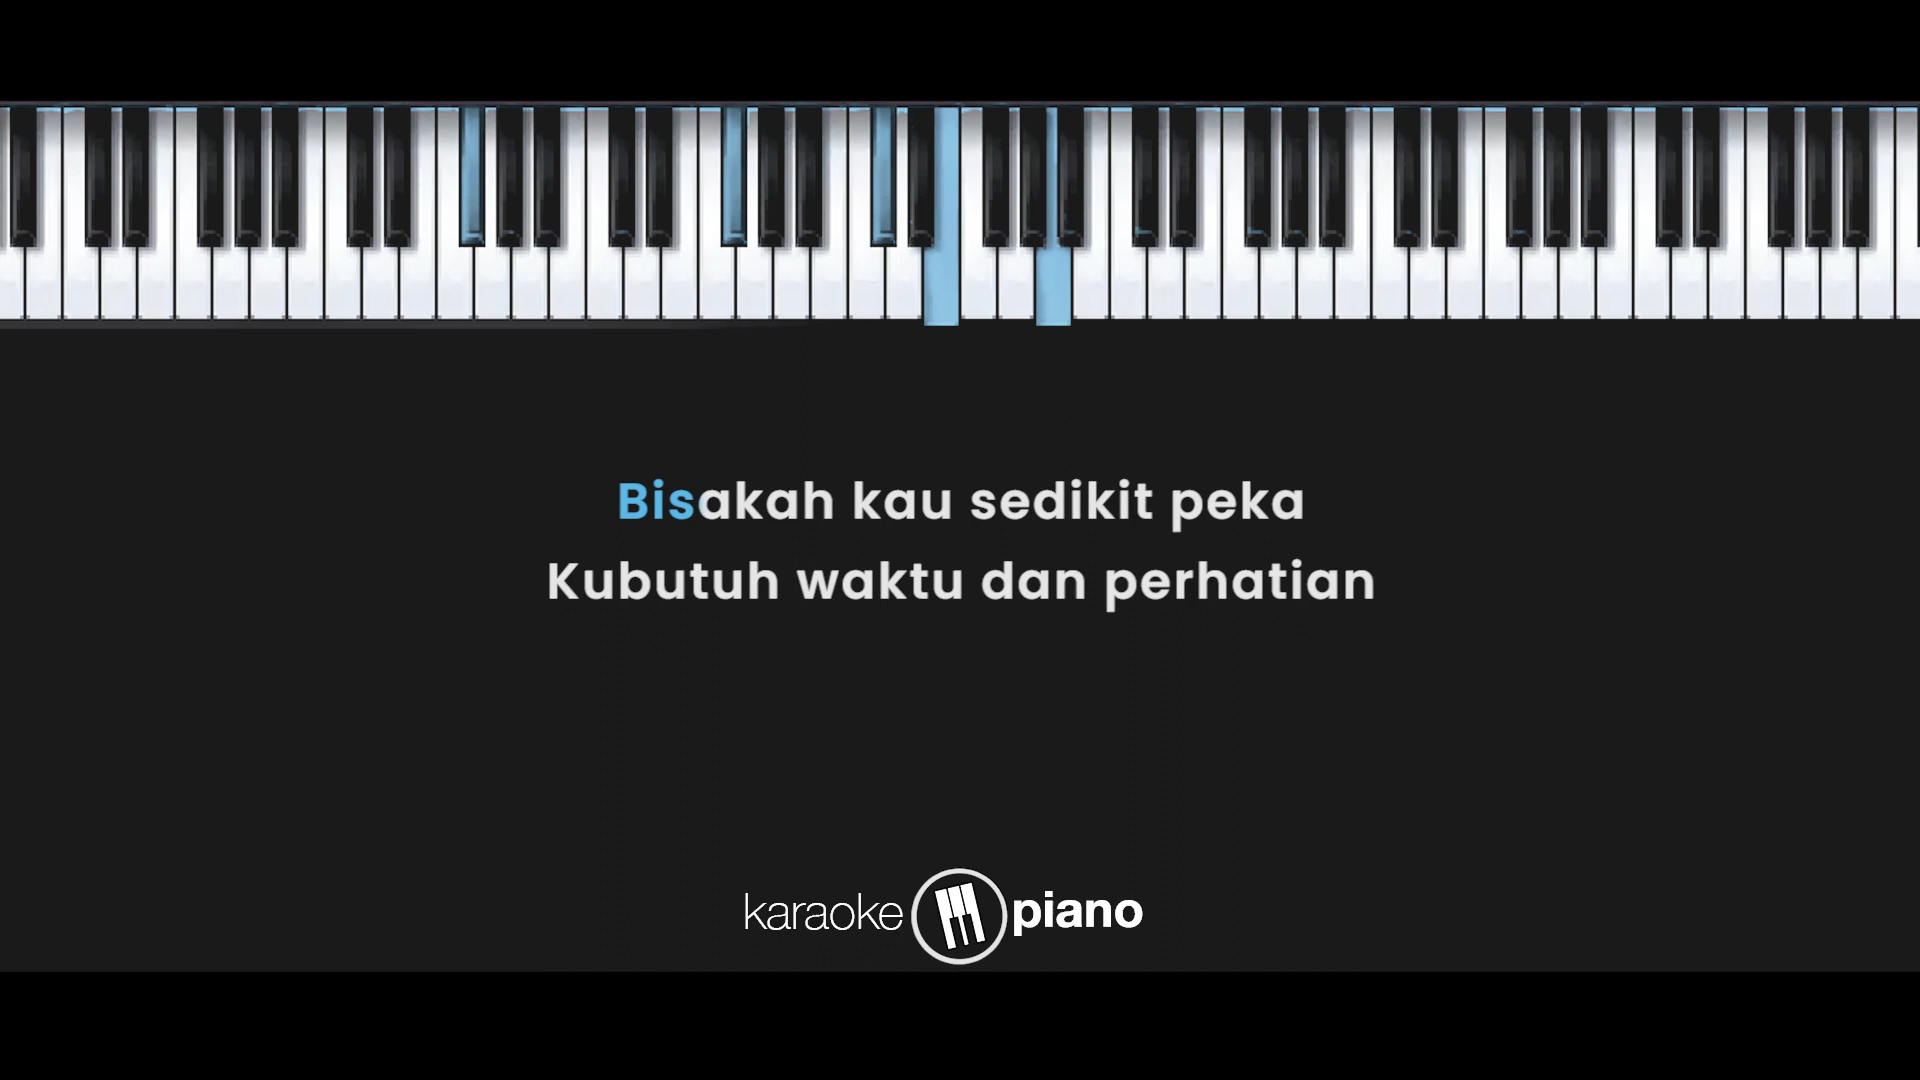 Bisakah kau sedikit peka
Kubutuh waktu dan perhatian
karaoke piano